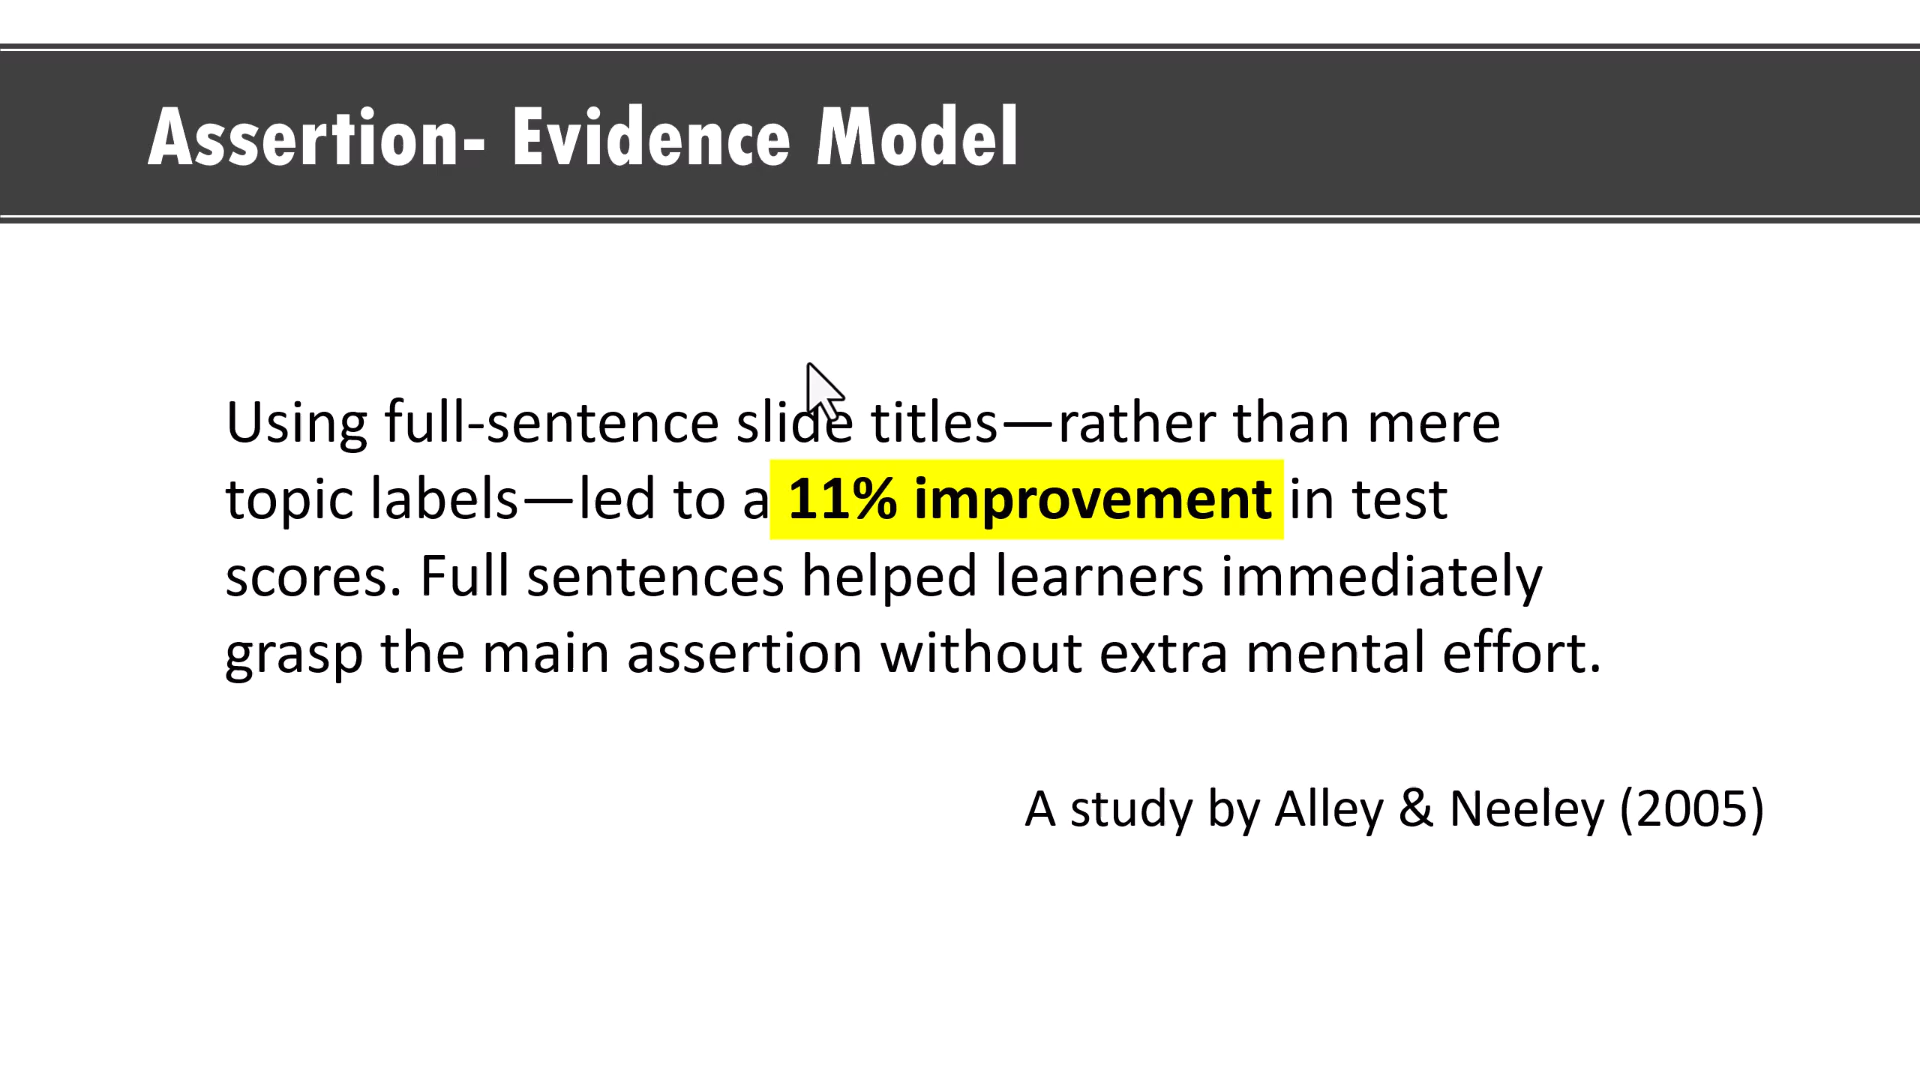 Assertion- Evidence Model
Using full-sentence slide titles—rather than mere
topic labels—led to a 11% improvement in test
scores. Full sentences helped learners immediately
grasp the main assertion without extra mental effort.
A study by Alley & Neeley (2005)